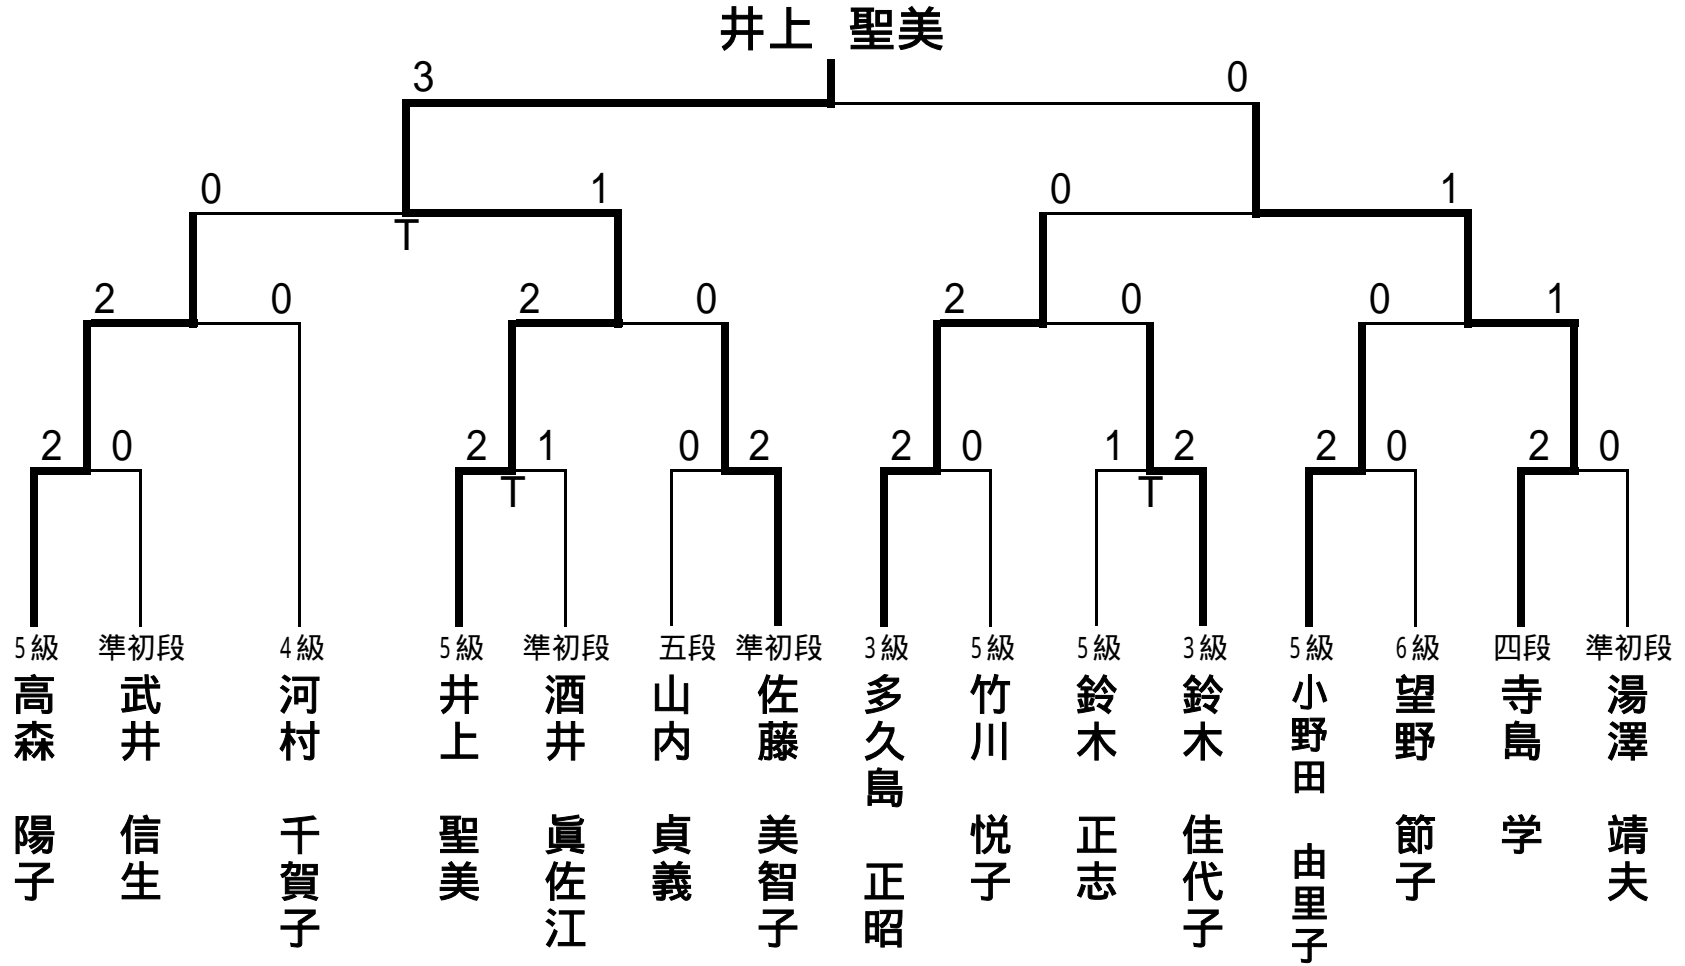 井上 聖美
3 0
0 1 0 1
T
2 0 2 0 2 0 0 1
2 0 2 1 0 2 2 0 1 2 2 0 2 0
T T
5級 準初段 4級 5級 準初段 五段 準初段 3級 5級 5級 3級 5級 6級 四段 準初段
高森 陽子
武井 信生
河村 千賀子
井上 聖美
酒井 眞佐江
山内 貞義
佐藤 美智子
多久島 正昭
竹川 悦子
鈴木 正志
鈴木 佳代子
小野田 由里子
望野 節子
寺島 学
湯澤 靖夫